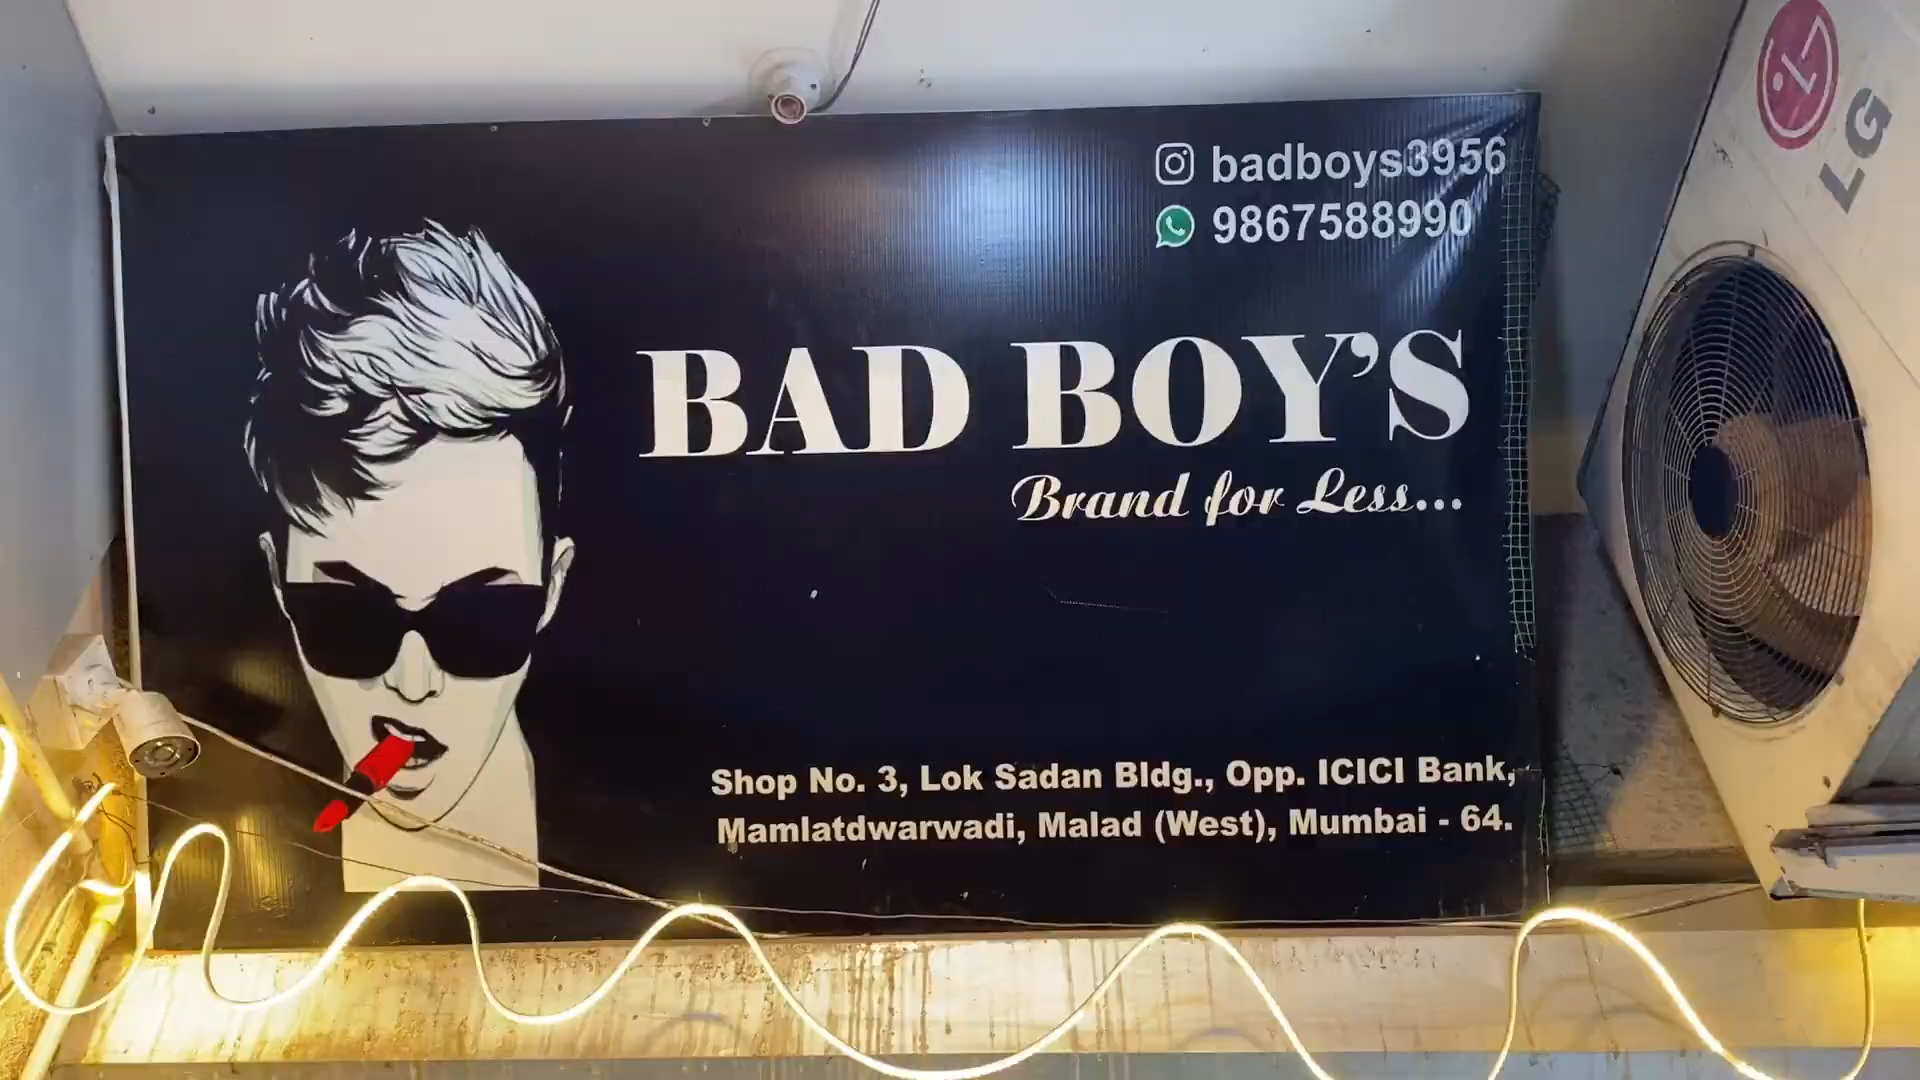 badboys3956
9867588990
BAD BOY'S
Brand for Less...
Shop No. 3, Lok Sadan Bldg., Opp. ICICI Bank,
Mamlatdwarwadi, Malad (West), Mumbai - 64.
LG